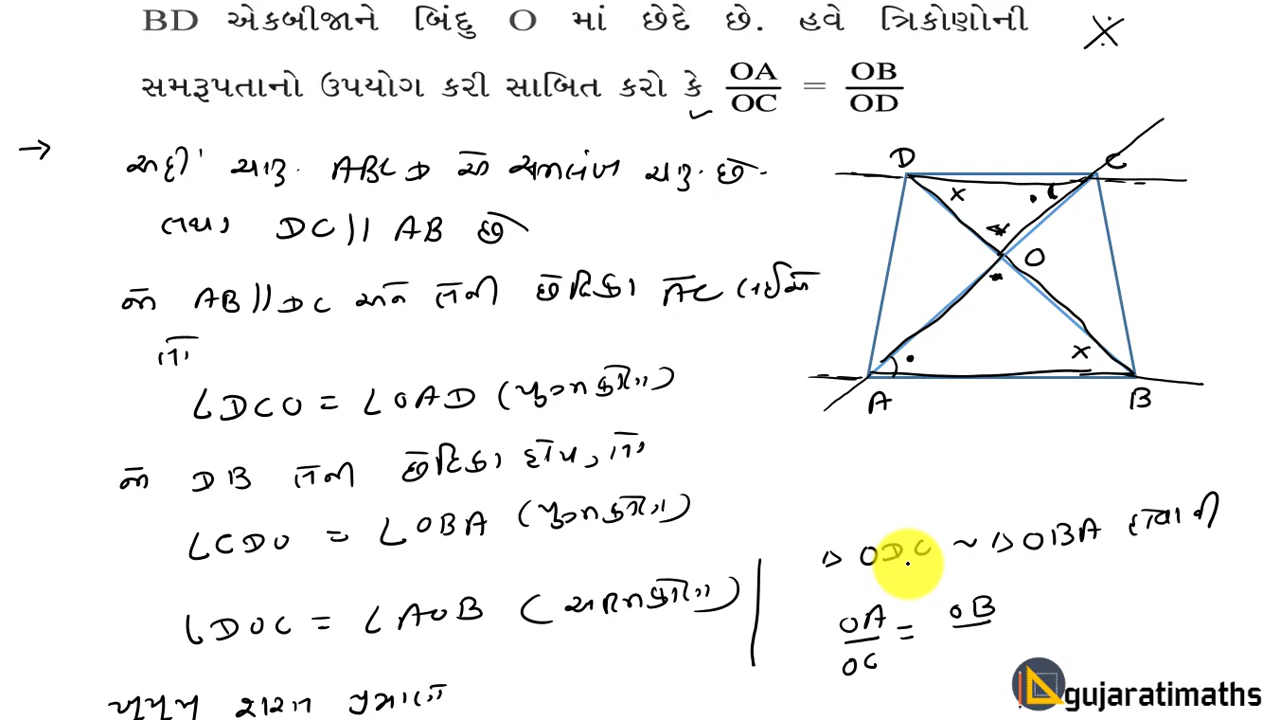 BD એકબીજાને બિંદુ O માં છેદે છે. હવે ત્રિકોણોની
સમરૂપતાનો ઉપયોગ કરી સાબિત કરો કે OA/OC = OB/OD
→ અહીં ચતુ. ABCD એ સમલંબ ચતુ. છે.
તથા DC || AB છે
જો AB || DC અને તેની છેદિકા AC લઈએ
તો
∠DCO = ∠OAD (યુગ્મકોણો)
જો DB તેની છેદિકા હોય, તો
∠CDO = ∠OBA (યુગ્મકોણો)
∠DOC = ∠AOB (
ખૂખૂખૂ શરત પ્રમાણે
D C
x
O
x
A B
△ODC ~ △OBA હોવાની
OA/OC = OB
gujaratimaths